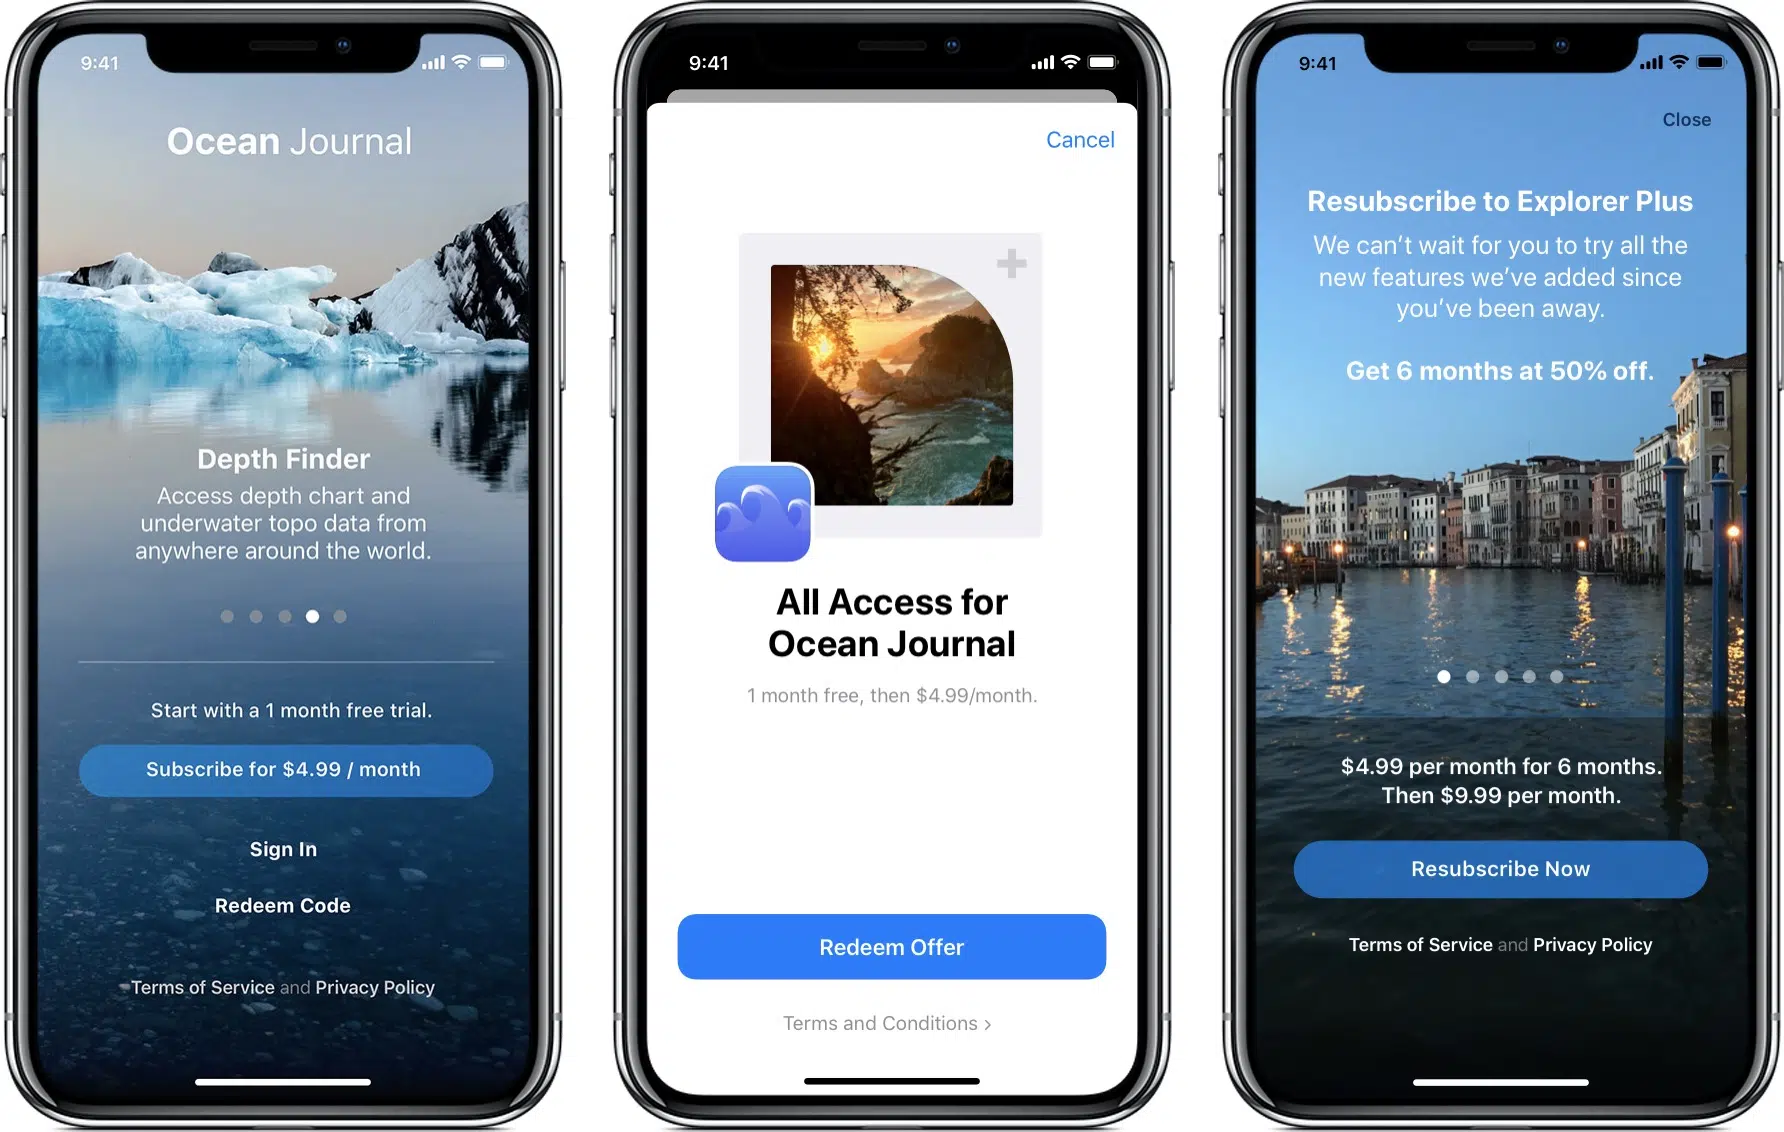 9:41
Ocean Journal
Depth Finder
Access depth chart and
underwater topo data from
anywhere around the world.
Start with a 1 month free trial.
Subscribe for $4.99 / month
Sign In
Redeem Code
Terms of Service and Privacy Policy
9:41
Cancel
All Access for
Ocean Journal
1 month free, then $4.99/month.
Redeem Offer
Terms and Conditions >
9:41
Close
Resubscribe to Explorer Plus
We can’t wait for you to try all the
new features we’ve added since
you’ve been away.
Get 6 months at 50% off.
$4.99 per month for 6 months.
Then $9.99 per month.
Resubscribe Now
Terms of Service and Privacy Policy